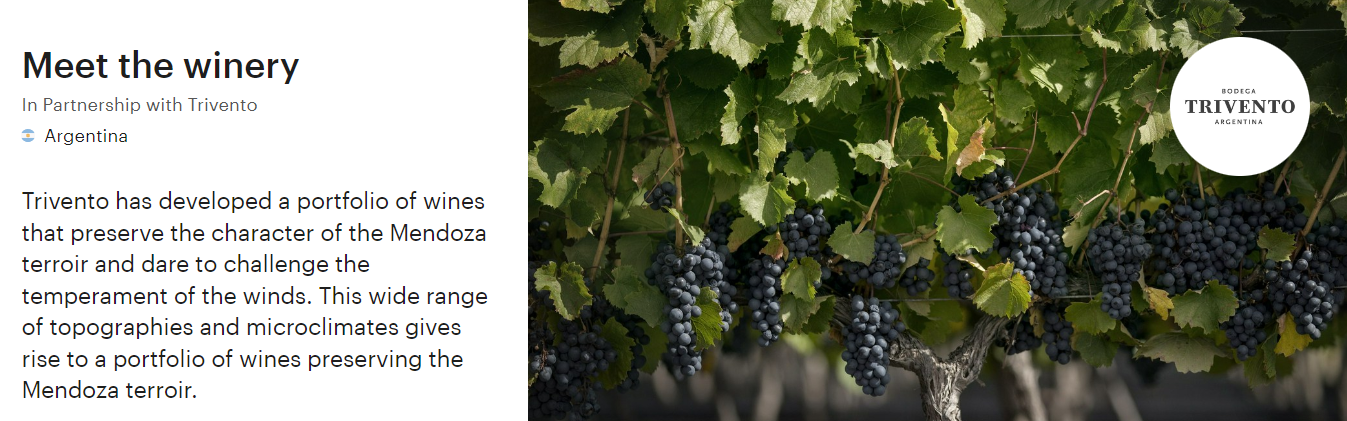 Meet the winery
In Partnership with Trivento
Argentina
Trivento has developed a portfolio of wines
that preserve the character of the Mendoza
terroir and dare to challenge the
temperament of the winds. This wide range
of topographies and microclimates gives
rise to a portfolio of wines preserving the
Mendoza terroir.
BODEGA
TRIVENTO
ARGENTINA